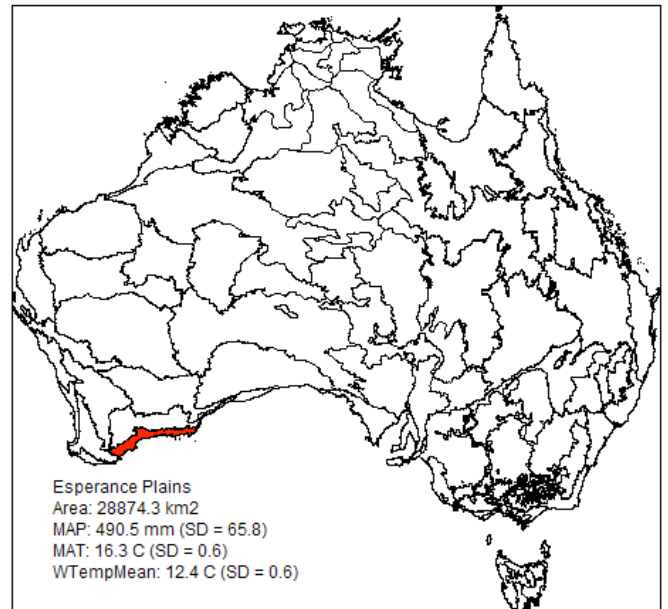 Esperance Plains
Area: 28874.3 km2
MAP: 490.5 mm (SD = 65.8)
MAT: 16.3 C (SD = 0.6)
WTempMean: 12.4 C (SD = 0.6)